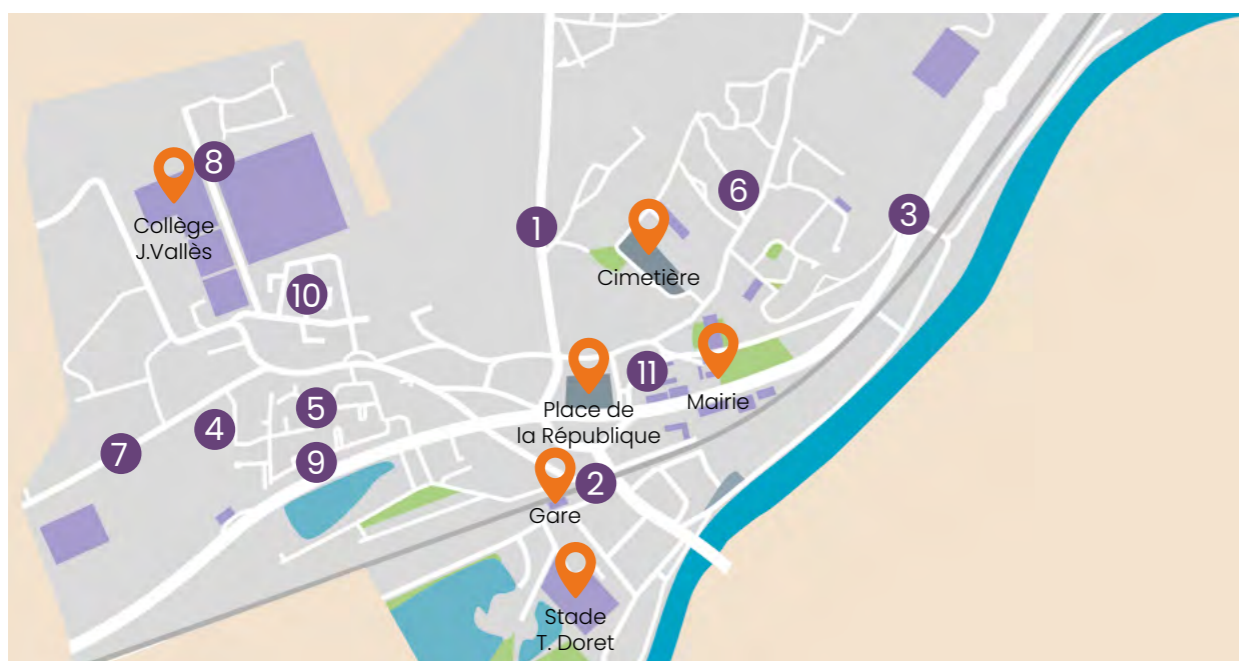 8
Collège
J.Vallès
6
3
1
Cimetière
10
11
Mairie
Place de
la République
5
4
7
9
2
Gare
Stade
T. Doret